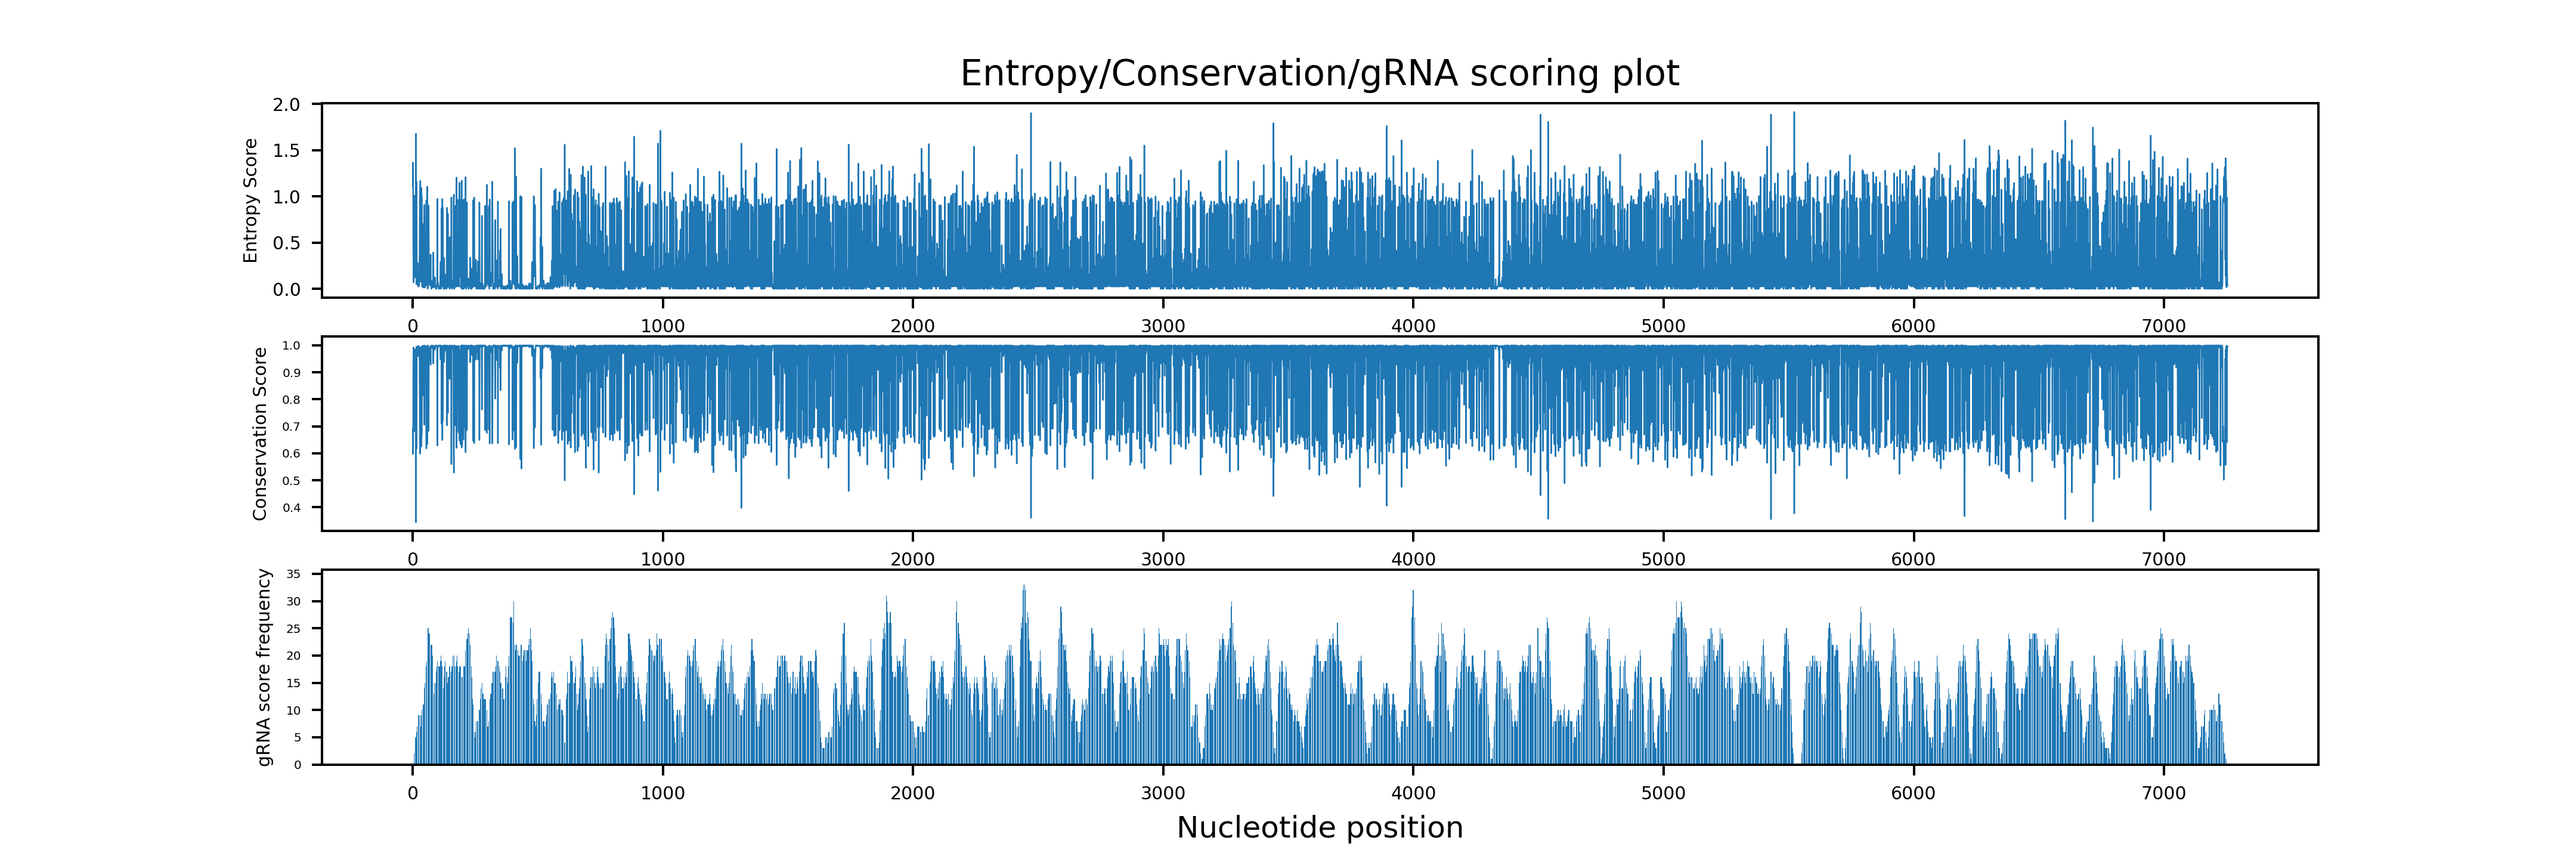 Entropy/Conservation/gRNA scoring plot
Entropy Score
2.0
1.5
1.0
0.5
0.0
0 1000 2000 3000 4000 5000 6000 7000
Conservation Score
1.0
0.9
0.8
0.7
0.6
0.5
0.4
0 1000 2000 3000 4000 5000 6000 7000
gRNA score frequency
35
30
25
20
15
10
5
0
0 1000 2000 3000 4000 5000 6000 7000
Nucleotide position